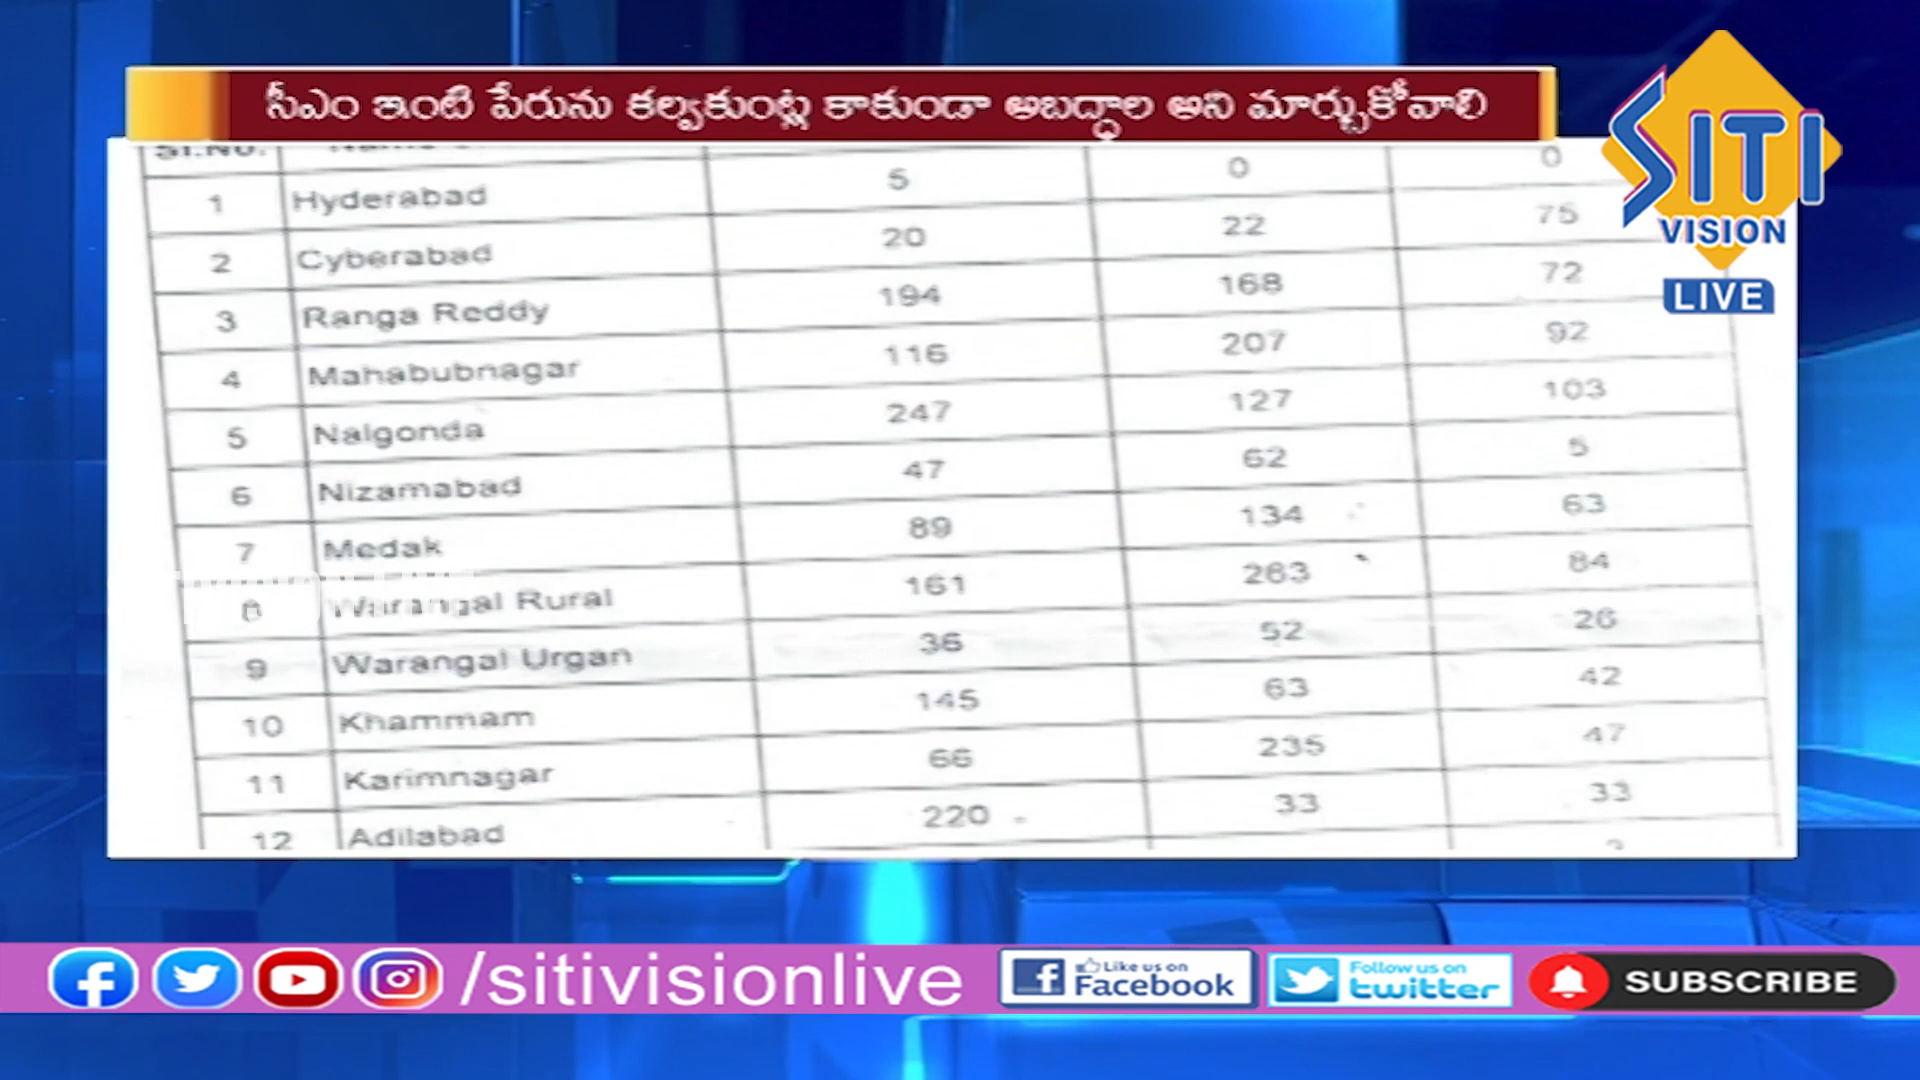 సీఎం ఇంటి పేరును కల్వకుంట్ల కాకుండా అబద్ధాల అని మార్చుకోవాలి
SITI
VISION
LIVE
Sl.No.
1 Hyderabad 5 0 0
2 Cyberabad 20 22 75
3 Ranga Reddy 194 168 72
4 Mahabubnagar 116 207 92
5 Nalgonda 247 127 103
6 Nizamabad 47 62 5
7 Medak 89 134 63
8 Warangal Rural 161 263 84
9 Warangal Urgan 36 52 26
10 Khammam 145 63 42
11 Karimnagar 66 235 47
12 Adilabad 220 33 33
/sitivisionlive
Like us on
Facebook
Follow us on
twitter
SUBSCRIBE